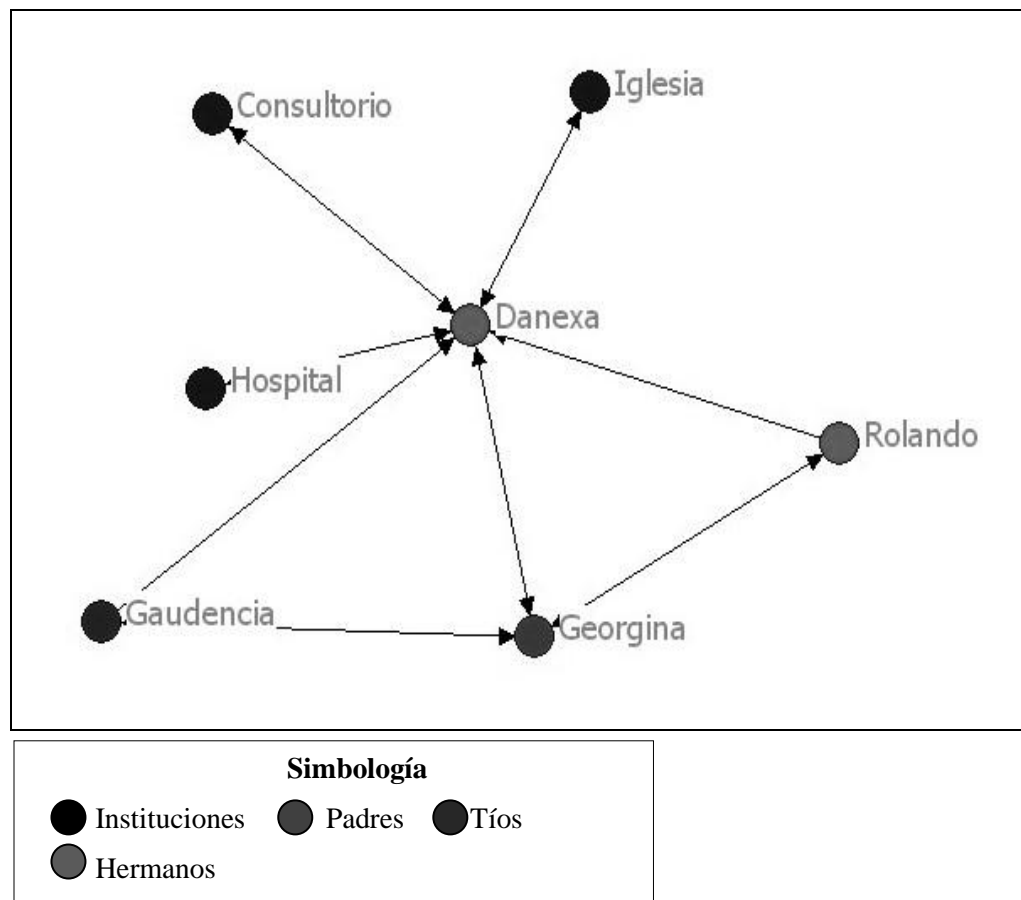 Iglesia
Consultorio
Danexa
Hospital
Rolando
Gaudencia
Georgina
Simbología
Instituciones Padres Tíos
Hermanos